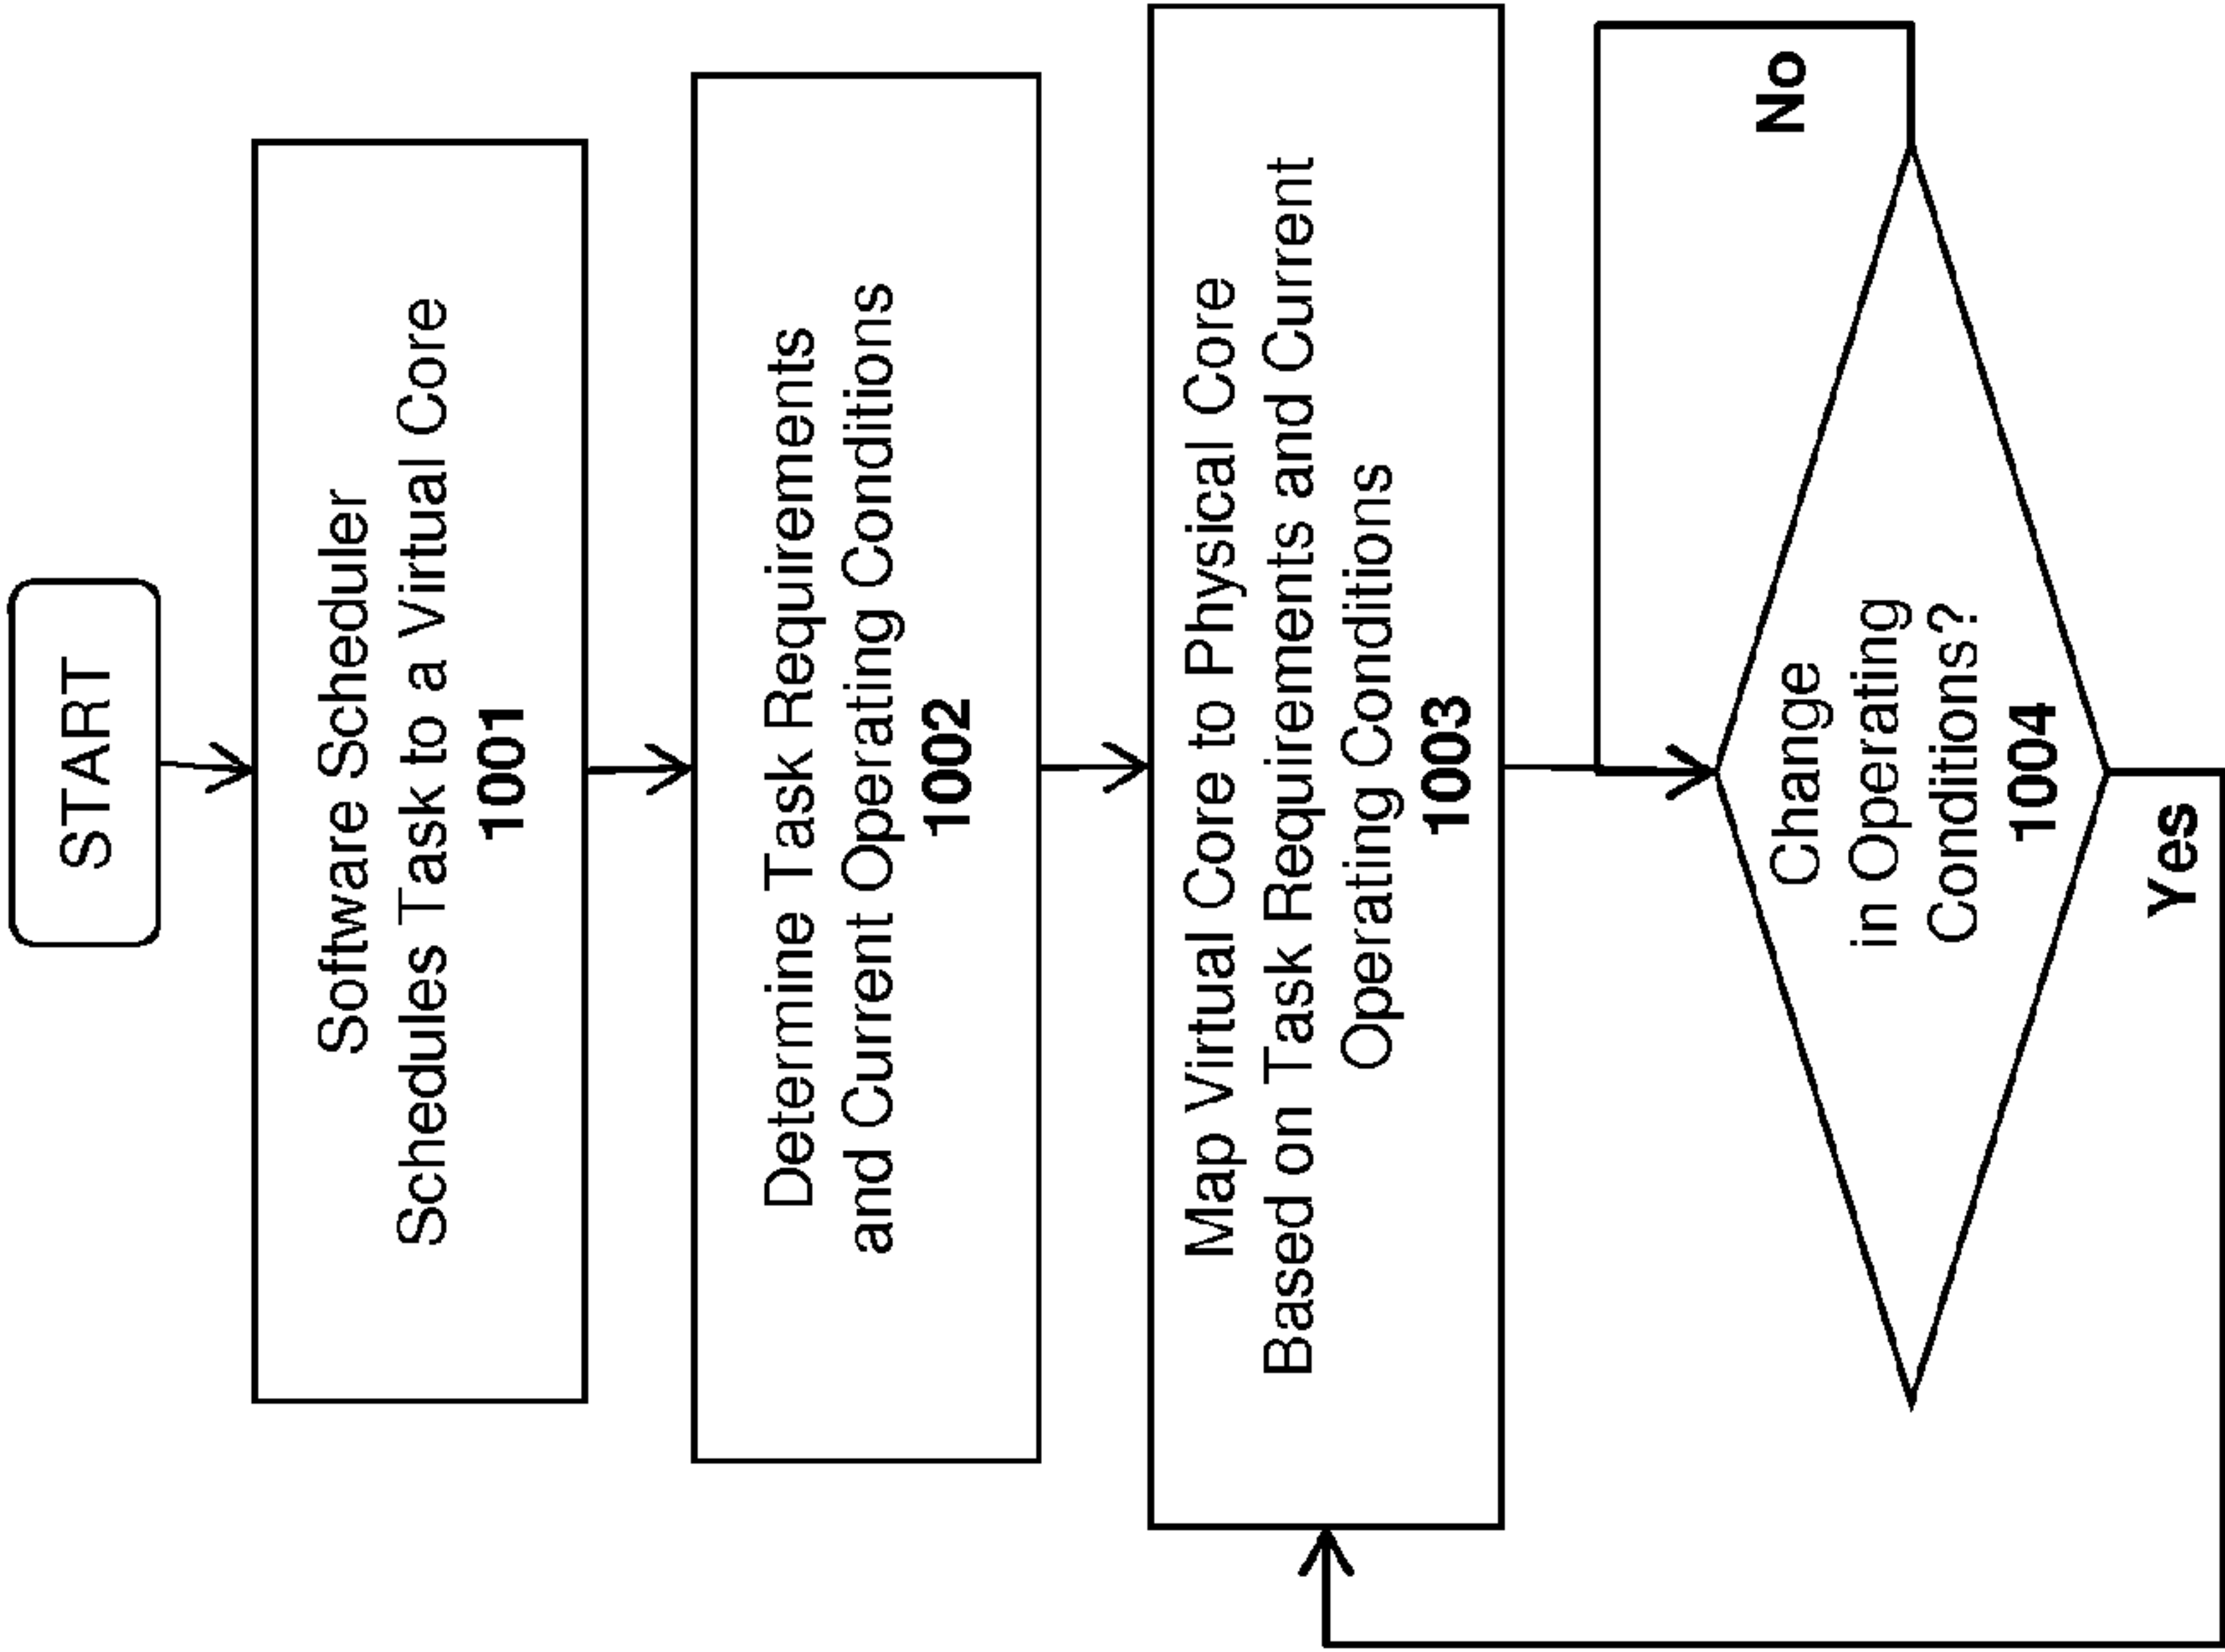 START
Software Scheduler
Schedules Task to a Virtual Core
1001
Determine Task Requirements
and Current Operating Conditions
1002
Map Virtual Core to Physical Core
Based on Task Requirements and Current
Operating Conditions
1003
Change
in Operating
Conditions?
1004
No
Yes